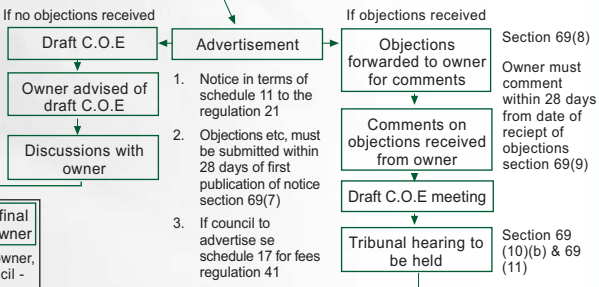 If no objections received
Draft C.O.E
Owner advised of
draft C.O.E
Discussions with
owner
final
wner
owner,
cil -
Advertisement
1. Notice in terms of
schedule 11 to the
regulation 21
2. Objections etc, must
be submitted within
28 days of first
publication of notice
section 69(7)
3. If council to
advertise se
schedule 17 for fees
regulation 41
If objections received
Objections
forwarded to owner
for comments
Comments on
objections received
from owner
Draft C.O.E meeting
Tribunal hearing to
be held
Section 69(8)
Owner must
comment
within 28 days
from date of
reciept of
objections
section 69(9)
Section 69
(10)(b) & 69
(11)